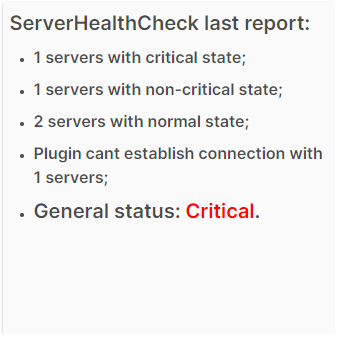 ServerHealthCheck last report:
1 servers with critical state;
1 servers with non-critical state;
2 servers with normal state;
Plugin cant establish connection with
1 servers;
General status: Critical.